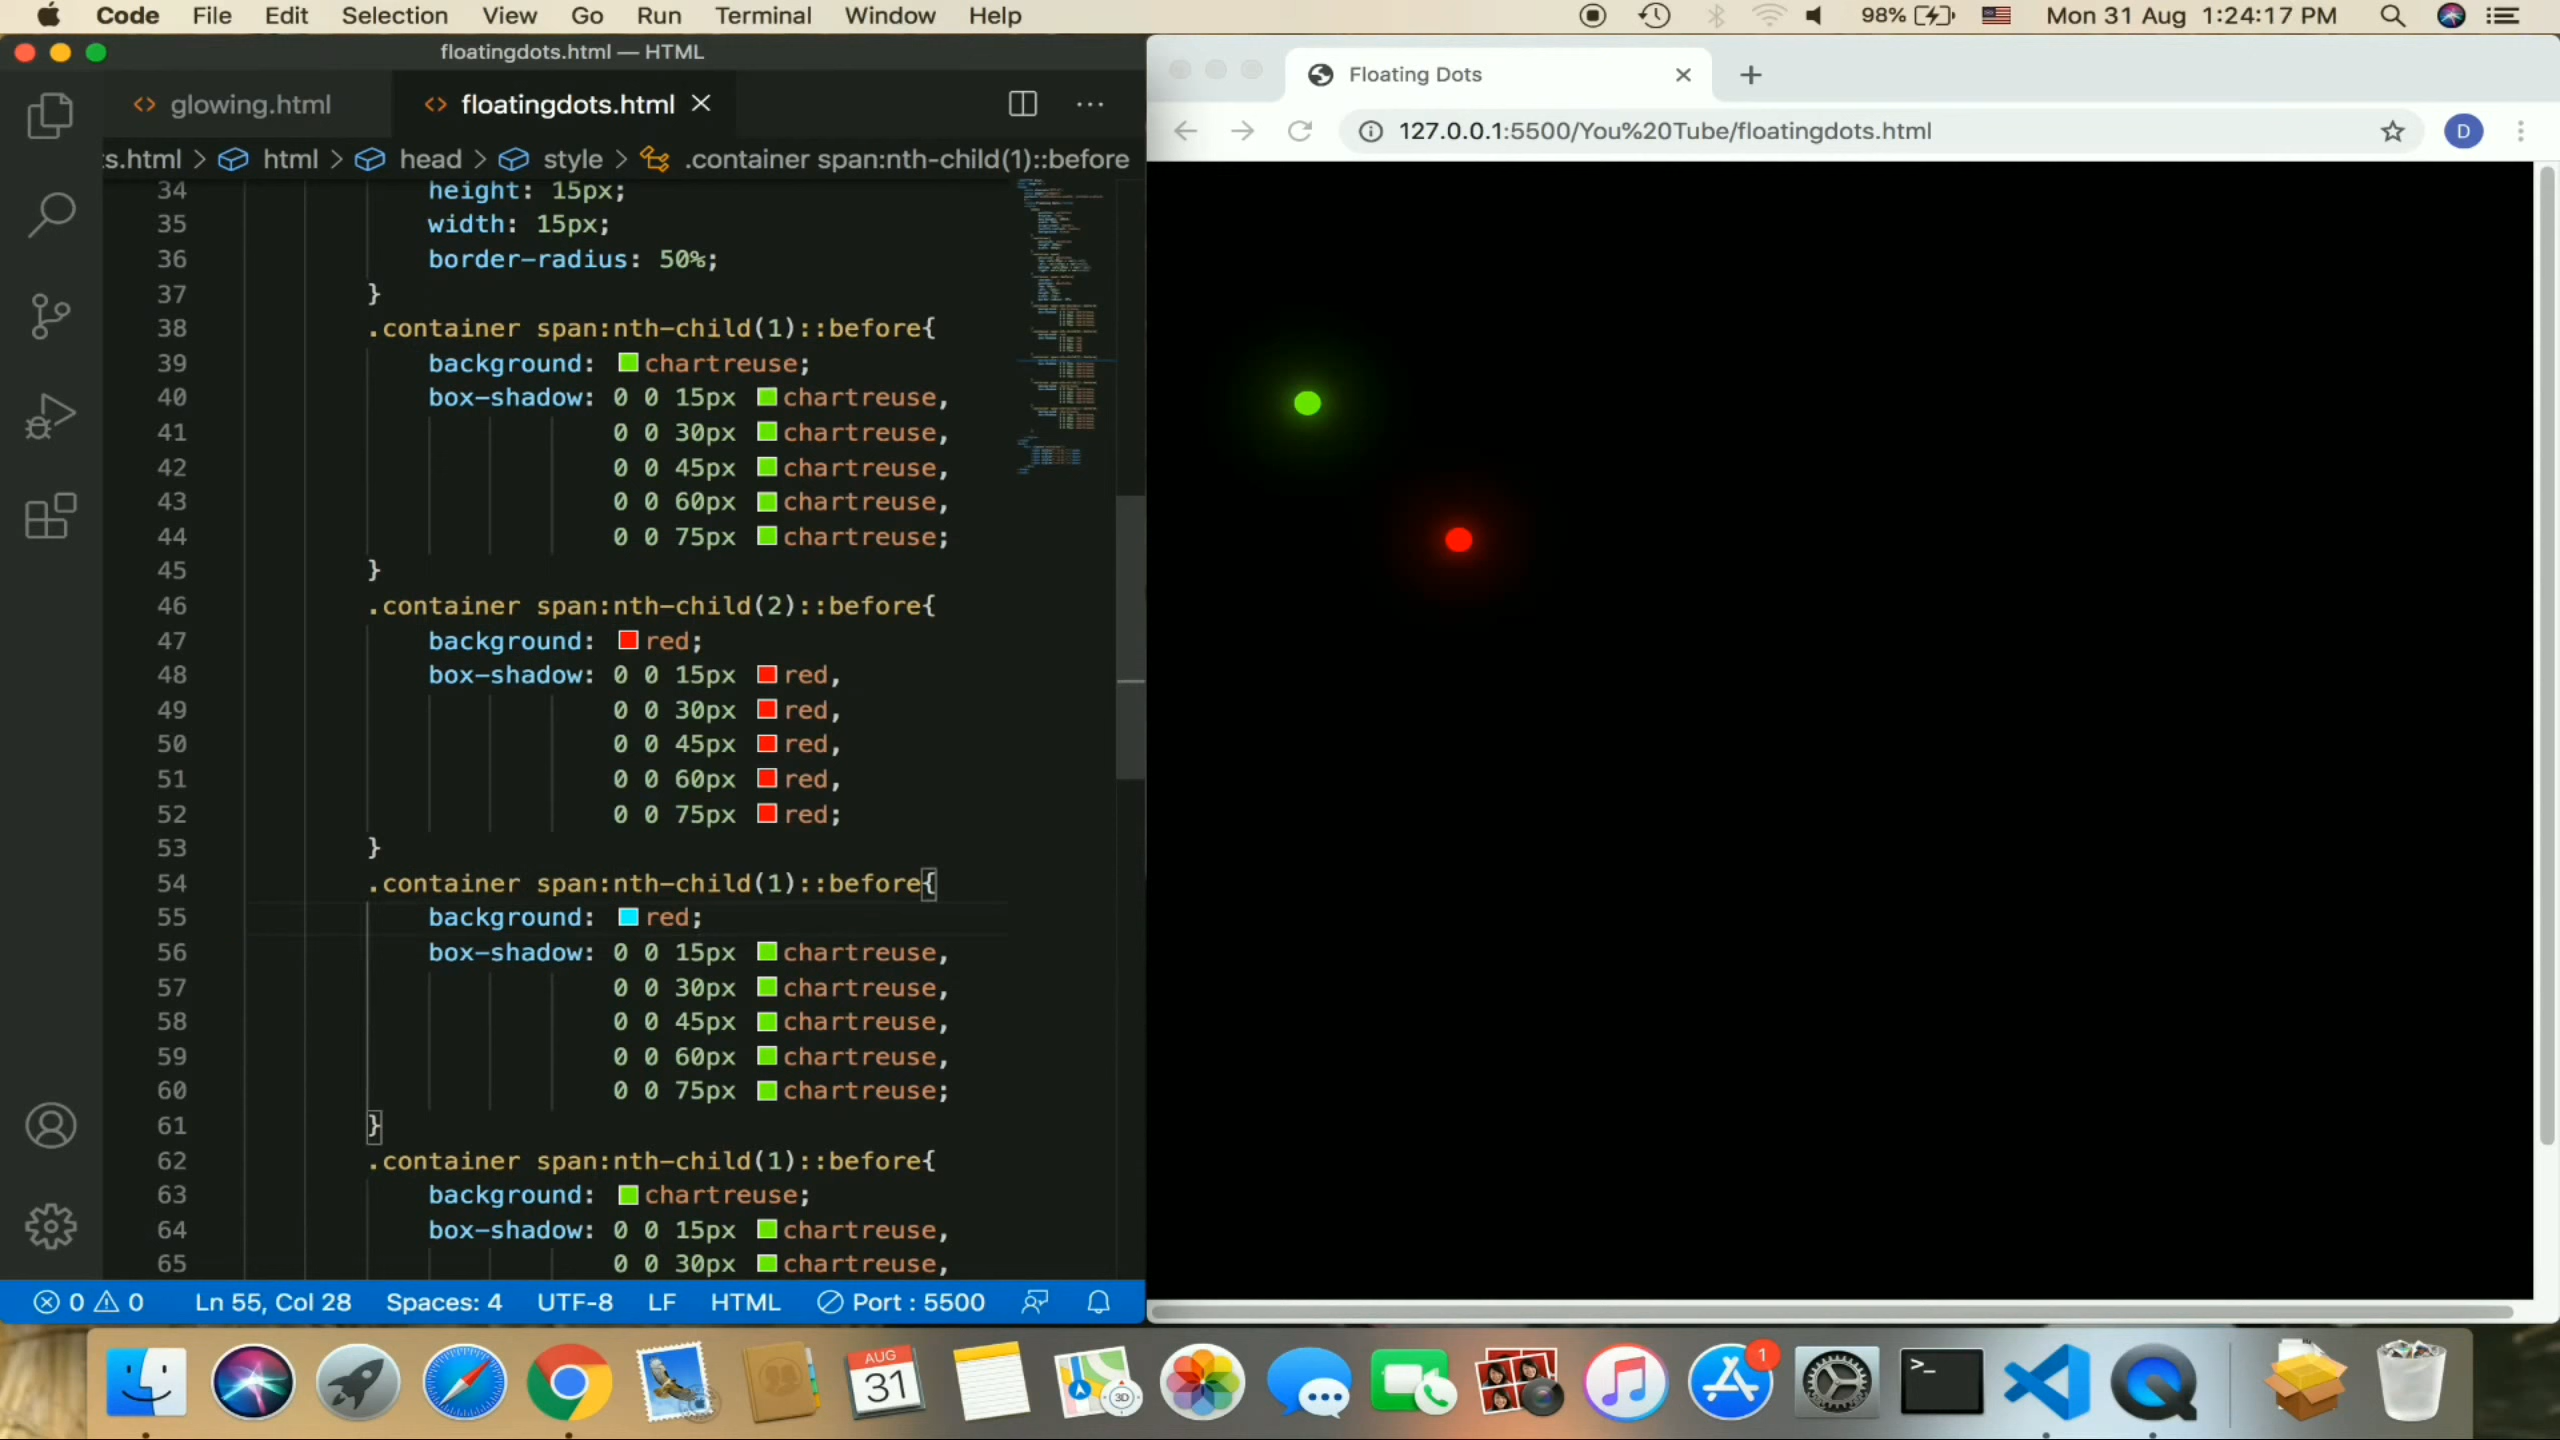 Code File Edit Selection View Go Run Terminal Window Help 98% Mon 31 Aug 1:24:17 PM
floatingdots.html — HTML
glowing.html floatingdots.html
s.html > html > head > style > .container span:nth-child(1)::before
34 height: 15px;
35 width: 15px;
36 border-radius: 50%;
37 }
38 .container span:nth-child(1)::before{
39 background: chartreuse;
40 box-shadow: 0 0 15px chartreuse,
41 0 0 30px chartreuse,
42 0 0 45px chartreuse,
43 0 0 60px chartreuse,
44 0 0 75px chartreuse;
45 }
46 .container span:nth-child(2)::before{
47 background: red;
48 box-shadow: 0 0 15px red,
49 0 0 30px red,
50 0 0 45px red,
51 0 0 60px red,
52 0 0 75px red;
53 }
54 .container span:nth-child(1)::before{
55 background: red;
56 box-shadow: 0 0 15px chartreuse,
57 0 0 30px chartreuse,
58 0 0 45px chartreuse,
59 0 0 60px chartreuse,
60 0 0 75px chartreuse;
61 }
62 .container span:nth-child(1)::before{
63 background: chartreuse;
64 box-shadow: 0 0 15px chartreuse,
65 0 0 30px chartreuse,
0 0 Ln 55, Col 28 Spaces: 4 UTF-8 LF HTML Port : 5500
Floating Dots
127.0.0.1:5500/You%20Tube/floatingdots.html
D
AUG
31
3D
1
>_